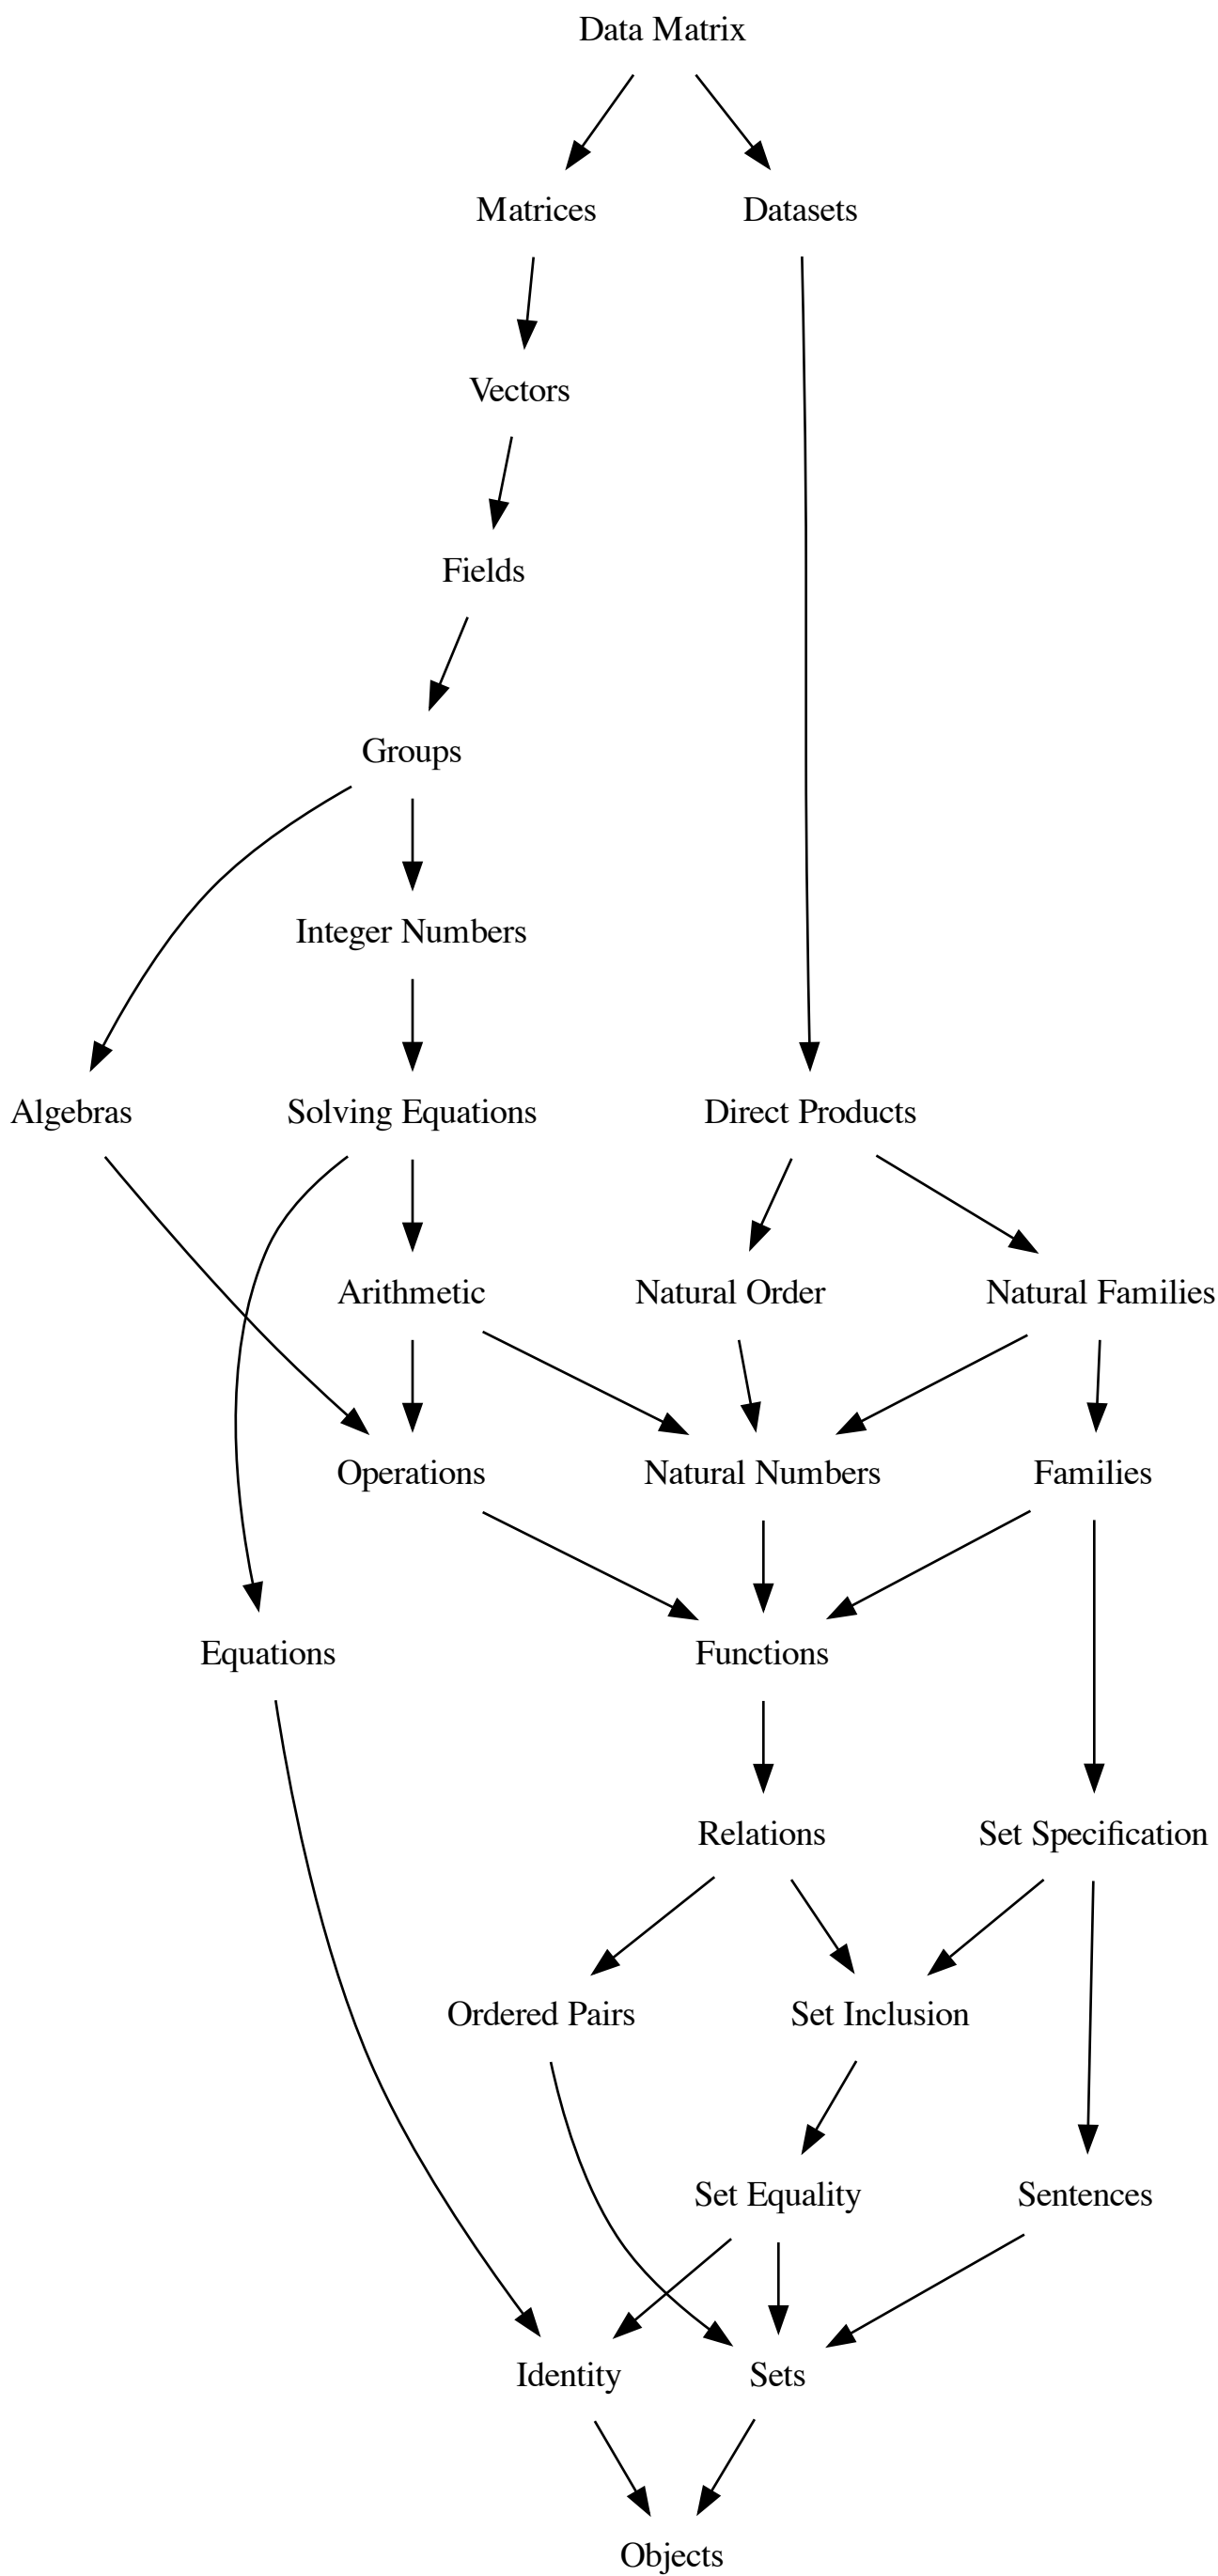 Data Matrix
Matrices
Datasets
Vectors
Fields
Groups
Integer Numbers
Algebras
Solving Equations
Direct Products
Arithmetic
Natural Order
Natural Families
Operations
Natural Numbers
Families
Equations
Functions
Relations
Set Specification
Ordered Pairs
Set Inclusion
Set Equality
Sentences
Identity
Sets
Objects